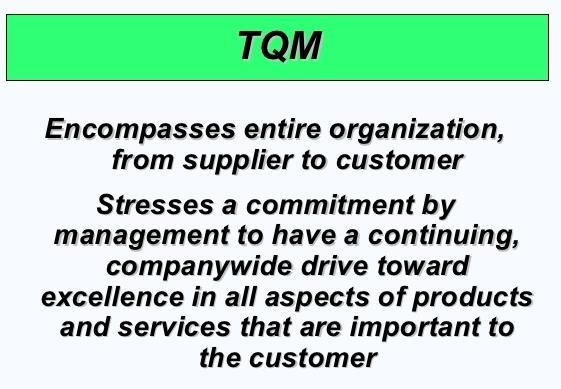 TQM
Encompasses entire organization,
from supplier to customer
Stresses a commitment by
management to have a continuing,
companywide drive toward
excellence in all aspects of products
and services that are important to
the customer